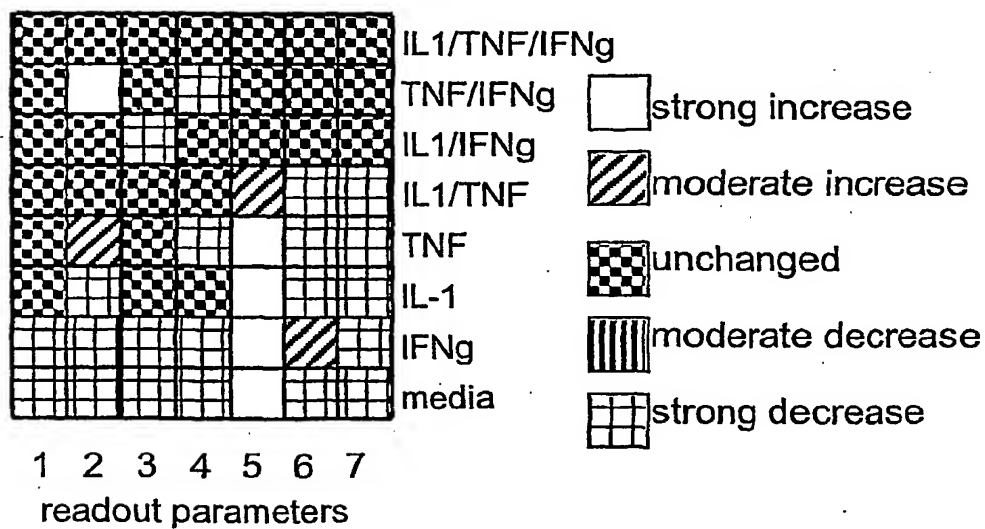 IL1/TNF/IFNg
TNF/IFNg
IL1/IFNg
IL1/TNF
TNF
IL-1
IFNg
media
strong increase
moderate increase
unchanged
moderate decrease
strong decrease
1 2 3 4 5 6 7
readout parameters